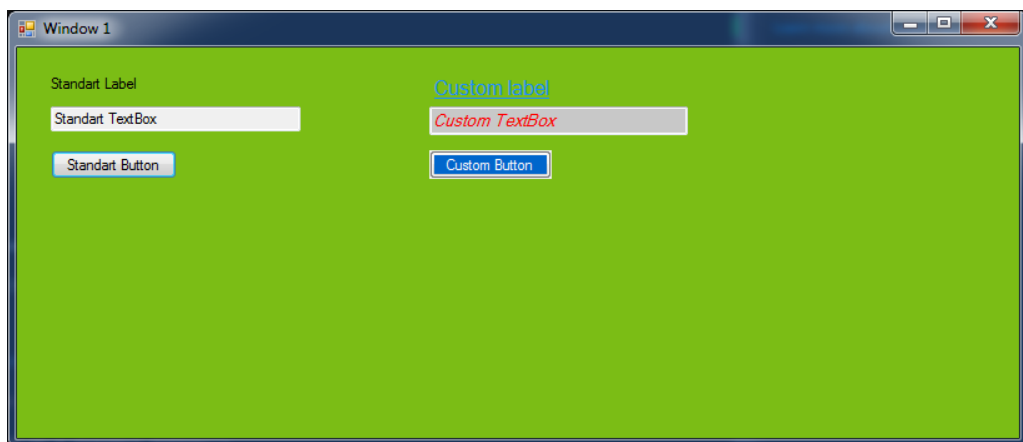 Window 1
Standart Label
Custom label
Standart TextBox
Custom TextBox
Standart Button
Custom Button